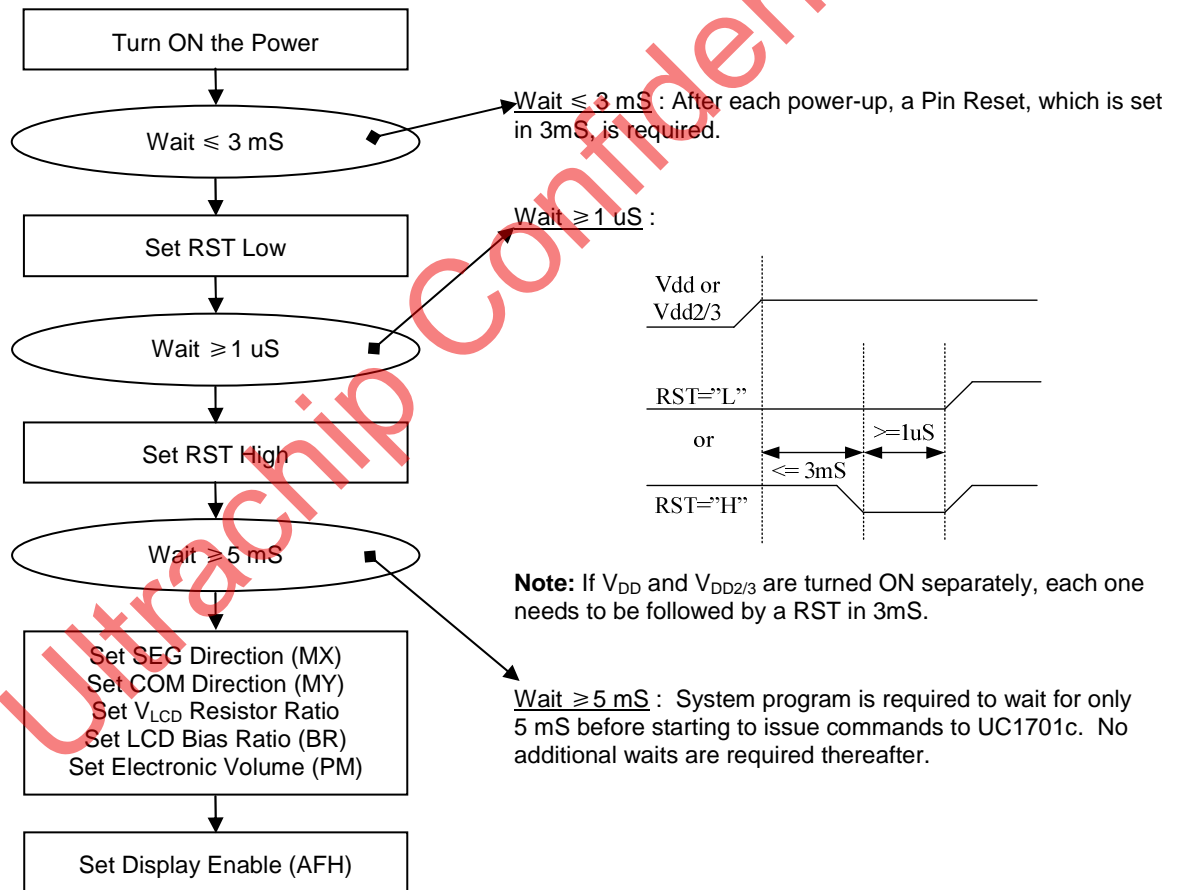 Turn ON the Power
Wait ≤ 3 mS
Set RST Low
Wait ≥ 1 uS
Set RST High
Wait ≥ 5 mS
Set SEG Direction (MX)
Set COM Direction (MY)
Set VLCD Resistor Ratio
Set LCD Bias Ratio (BR)
Set Electronic Volume (PM)
Set Display Enable (AFH)
Wait ≤ 3 mS : After each power-up, a Pin Reset, which is set
in 3mS, is required.
Wait ≥ 1 uS :
Vdd or
Vdd2/3
RST=”L”
or
>=1uS
<= 3mS
RST=”H”
Note: If VDD and VDD2/3 are turned ON separately, each one
needs to be followed by a RST in 3mS.
Wait ≥ 5 mS : System program is required to wait for only
5 mS before starting to issue commands to UC1701c. No
additional waits are required thereafter.
Ultrachip Confiden